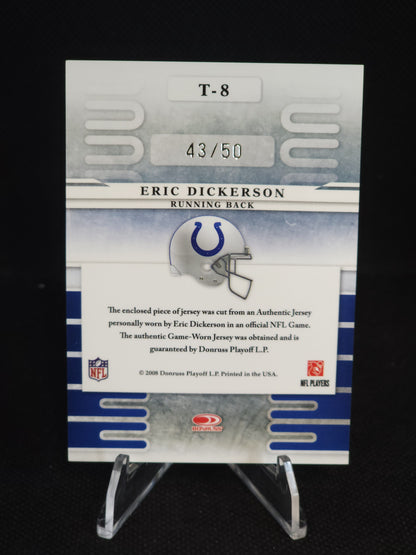 T-8
43/50
ERIC DICKERSON
RUNNING BACK
The enclosed piece of jersey was cut from an Authentic Jersey
personally worn by Eric Dickerson in an official NFL Game.
The authentic Game-Worn Jersey was obtained and is
guaranteed by Donruss Playoff L.P.
© 2008 Donruss Playoff L.P. Printed in the USA.
NFL
NFL PLAYERS
DONRUSS